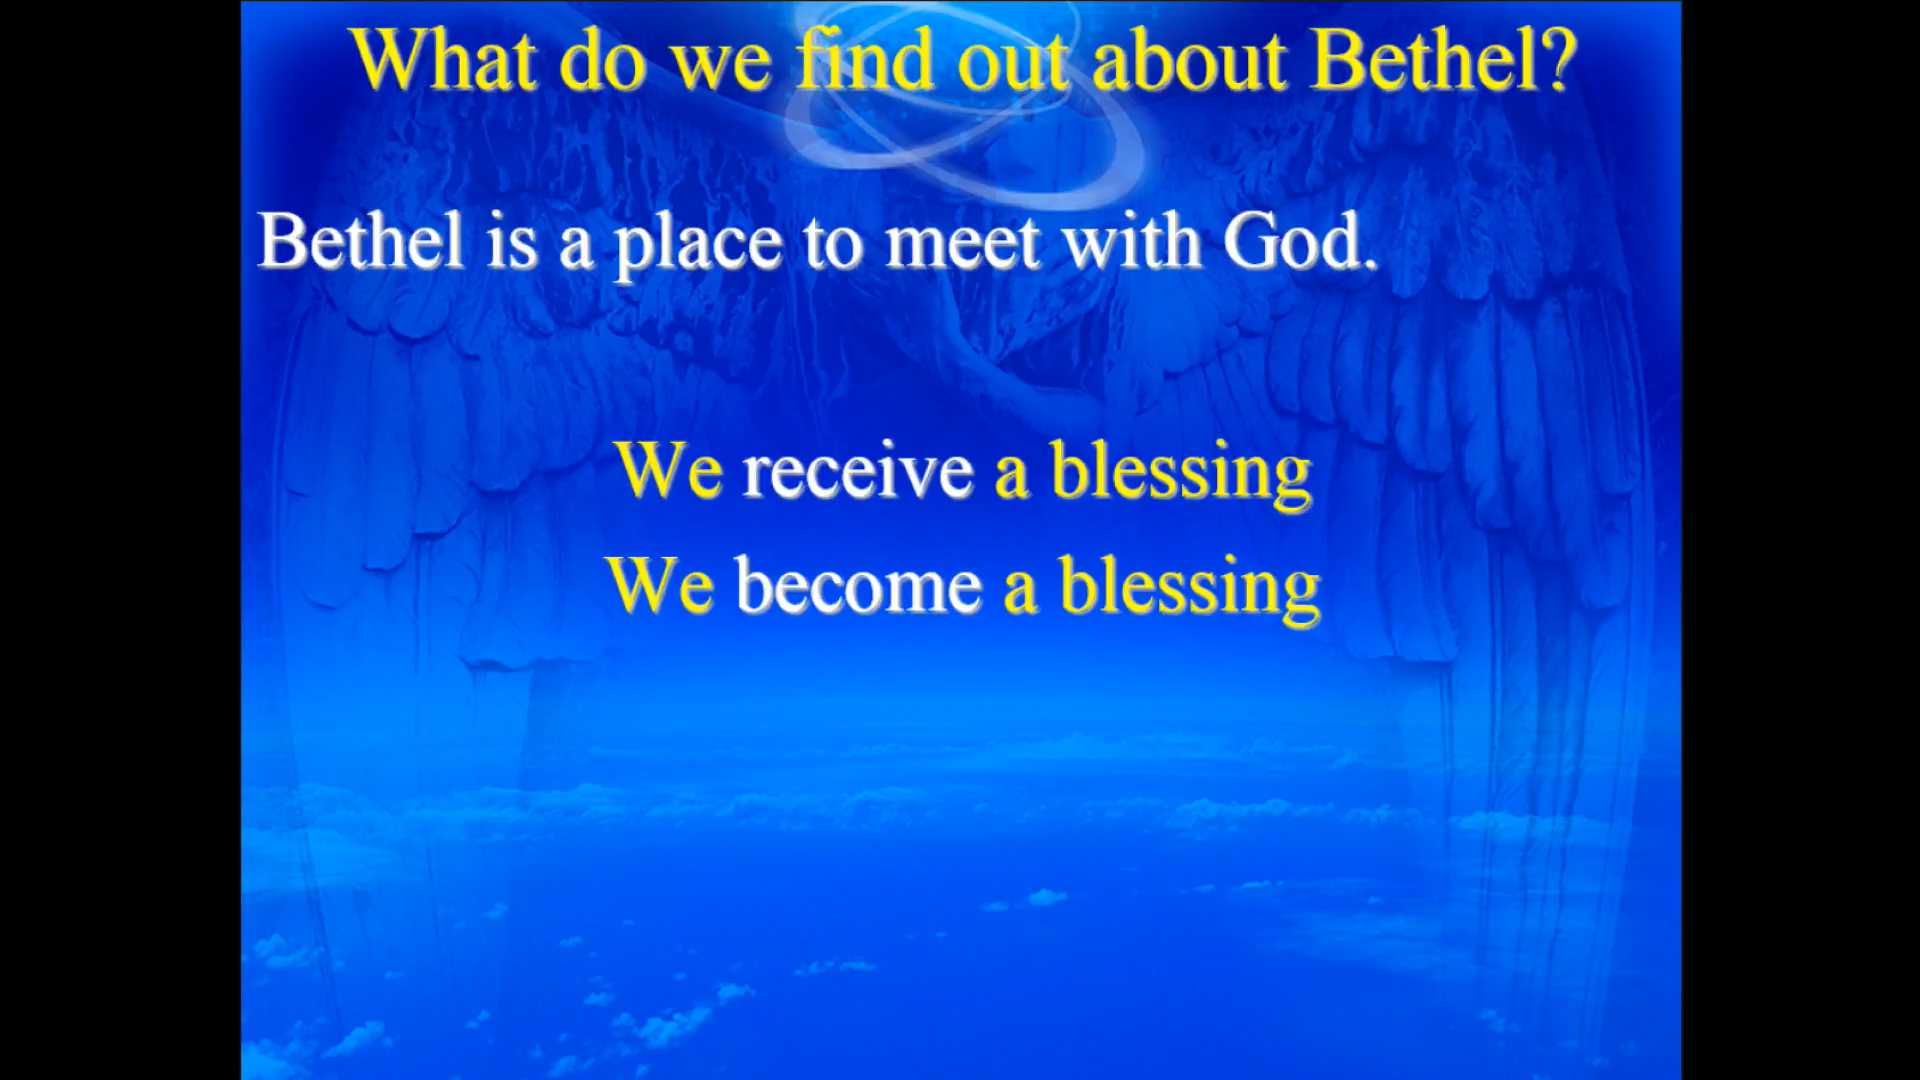 What do we find out about Bethel?
Bethel is a place to meet with God.
We receive a blessing
We become a blessing